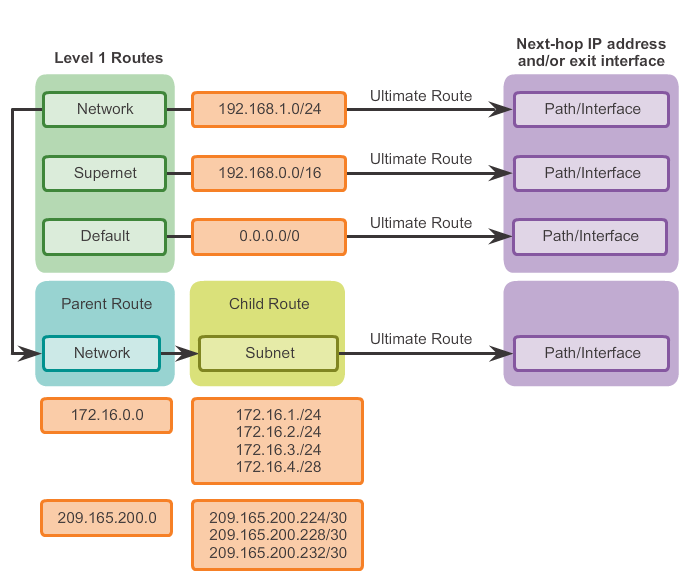 Level 1 Routes
Next-hop IP address
and/or exit interface
Network
192.168.1.0/24
Ultimate Route
Path/Interface
Supernet
192.168.0.0/16
Ultimate Route
Path/Interface
Default
0.0.0.0/0
Ultimate Route
Path/Interface
Parent Route
Child Route
Network
Subnet
Ultimate Route
Path/Interface
172.16.0.0
172.16.1./24
172.16.2./24
172.16.3./24
172.16.4./28
209.165.200.0
209.165.200.224/30
209.165.200.228/30
209.165.200.232/30